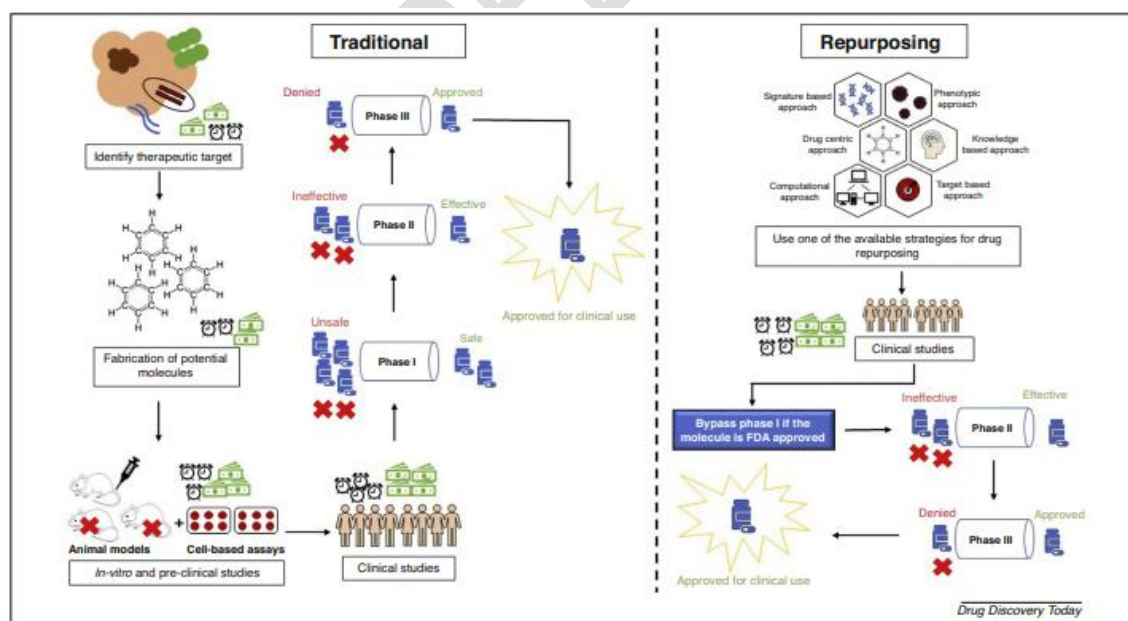 Traditional
Identify therapeutic target
H
H
H
H
H
H
C
C
C
C
C
C
H
H
H
H
H
H
C
C
C
C
C
C
H
H
H
H
H
H
C
C
C
C
C
C
Fabrication of potential
molecules
Animal models
+
Cell-based assays
In-vitro and pre-clinical studies
Clinical studies
Unsafe
Phase I
Safe
Ineffective
Phase II
Effective
Denied
Phase III
Approved
Approved for clinical use
Repurposing
Signature based
approach
Phenotypic
approach
Drug centric
approach
Knowledge
based approach
Computational
approach
Target based
approach
Use one of the available strategies for drug
repurposing
Clinical studies
Bypass phase I if the
molecule is FDA approved
Ineffective
Phase II
Effective
Denied
Phase III
Approved
Approved for clinical use
Drug Discovery Today